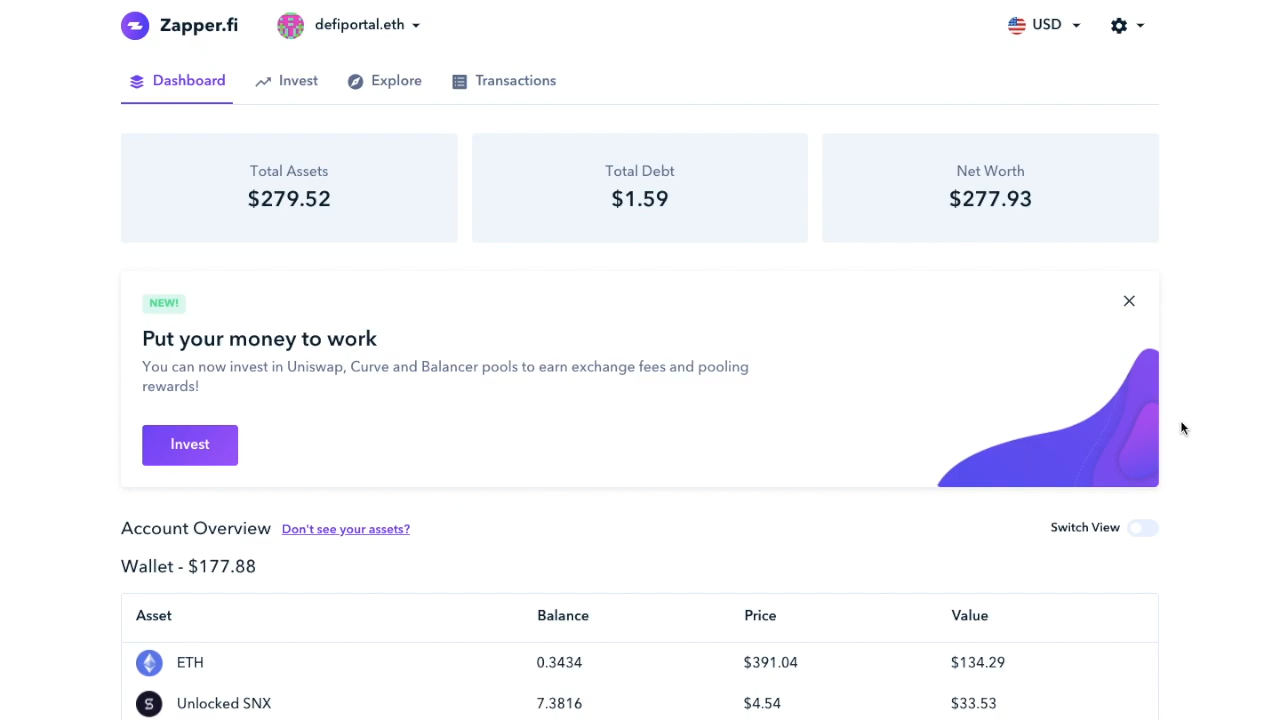 Zapper.fi defiportal.eth USD
Dashboard Invest Explore Transactions
Total Assets Total Debt Net Worth
$279.52 $1.59 $277.93
NEW!
Put your money to work
You can now invest in Uniswap, Curve and Balancer pools to earn exchange fees and pooling
rewards!
Invest
Account Overview Don't see your assets? Switch View
Wallet - $177.88
Asset Balance Price Value
ETH 0.3434 $391.04 $134.29
Unlocked SNX 7.3816 $4.54 $33.53